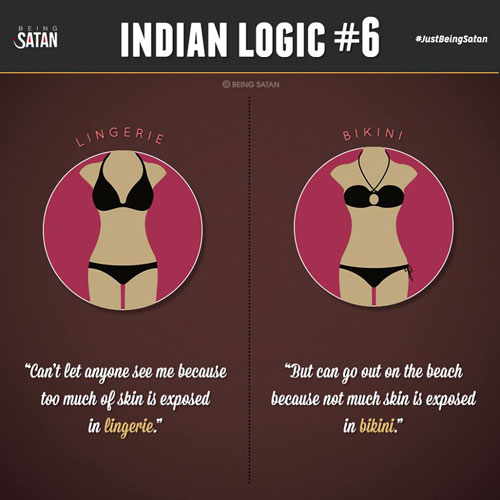 BEING
SATAN
INDIAN LOGIC #6
#JustBeingSatan
© BEING SATAN
LINGERIE
BIKINI
“Can't let anyone see me because
too much of skin is exposed
in lingerie.”
“But can go out on the beach
because not much skin is exposed
in bikini.”